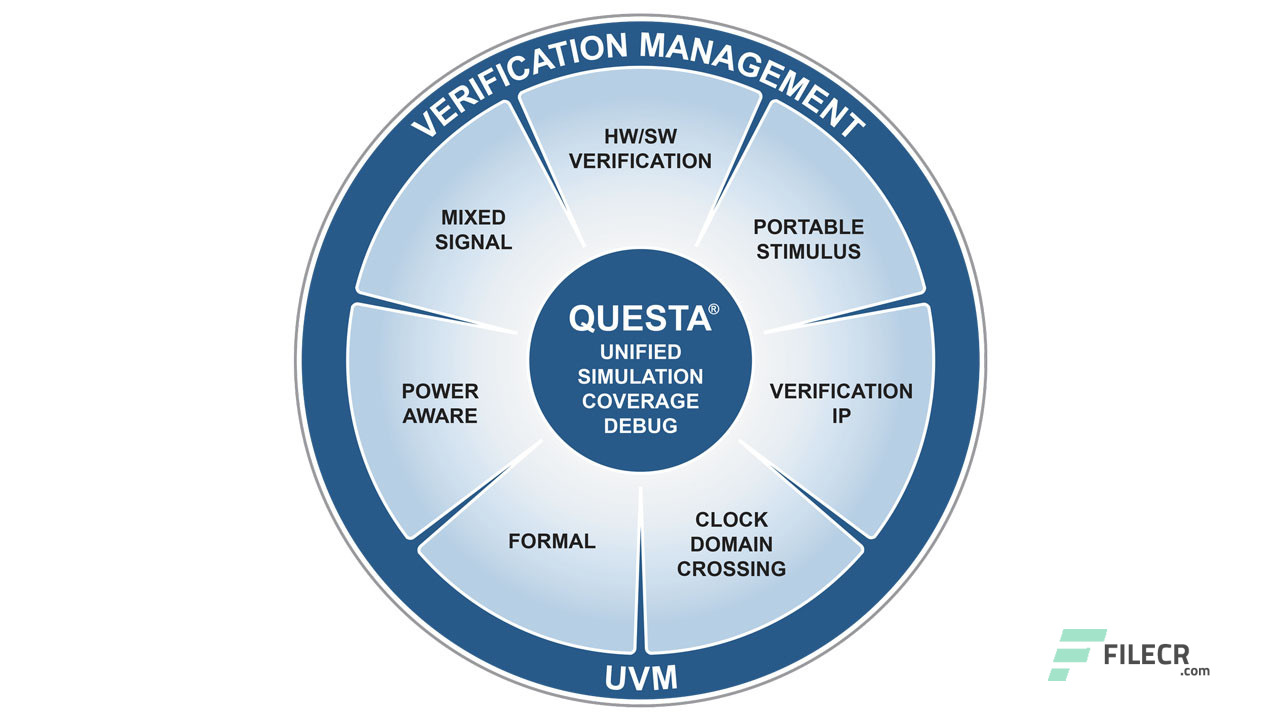 VERIFICATION MANAGEMENT
HW/SW
VERIFICATION
MIXED
SIGNAL
PORTABLE
STIMULUS
QUESTA®
UNIFIED
SIMULATION
COVERAGE
DEBUG
POWER
AWARE
VERIFICATION
IP
FORMAL
CLOCK
DOMAIN
CROSSING
UVM
FILECR
.com